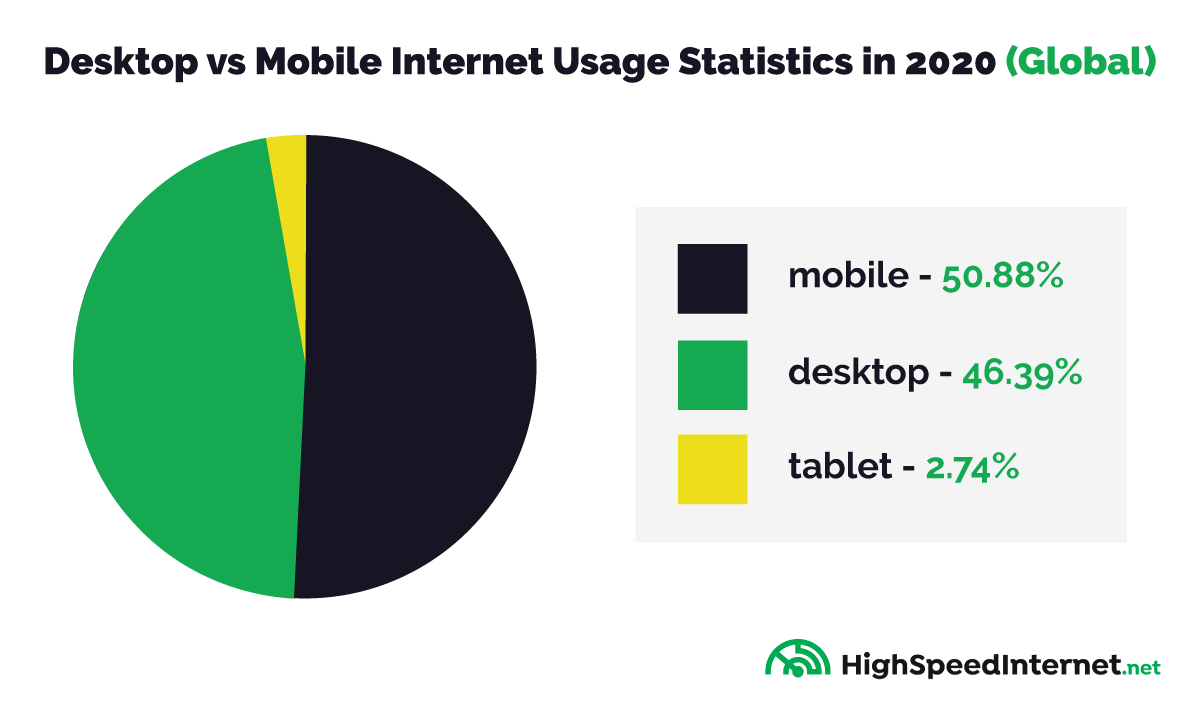 Desktop vs Mobile Internet Usage Statistics in 2020 (Global)
mobile - 50.88%
desktop - 46.39%
tablet - 2.74%
HighSpeedInternet.net